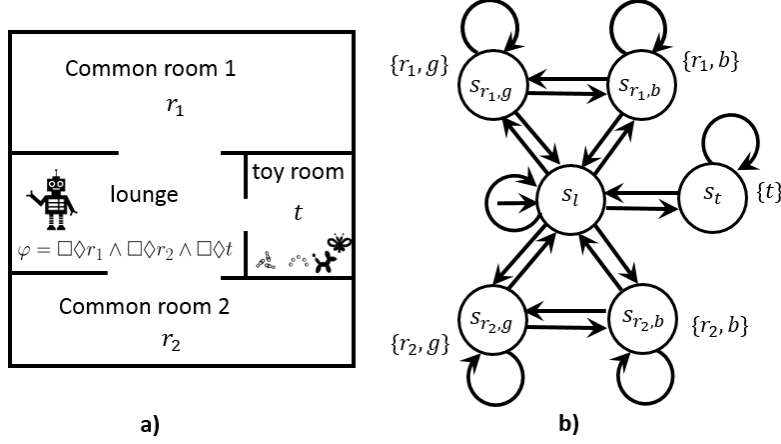 Common room 1
r₁
lounge
toy room
t
φ = □◊r₁ ∧ □◊r₂ ∧ □◊t
Common room 2
r₂
a)
{r₁, g}
s_{r₁,g}
s_{r₁,b}
{r₁, b}
s_l
s_t
{t}
{r₂, g}
s_{r₂,g}
s_{r₂,b}
{r₂, b}
b)